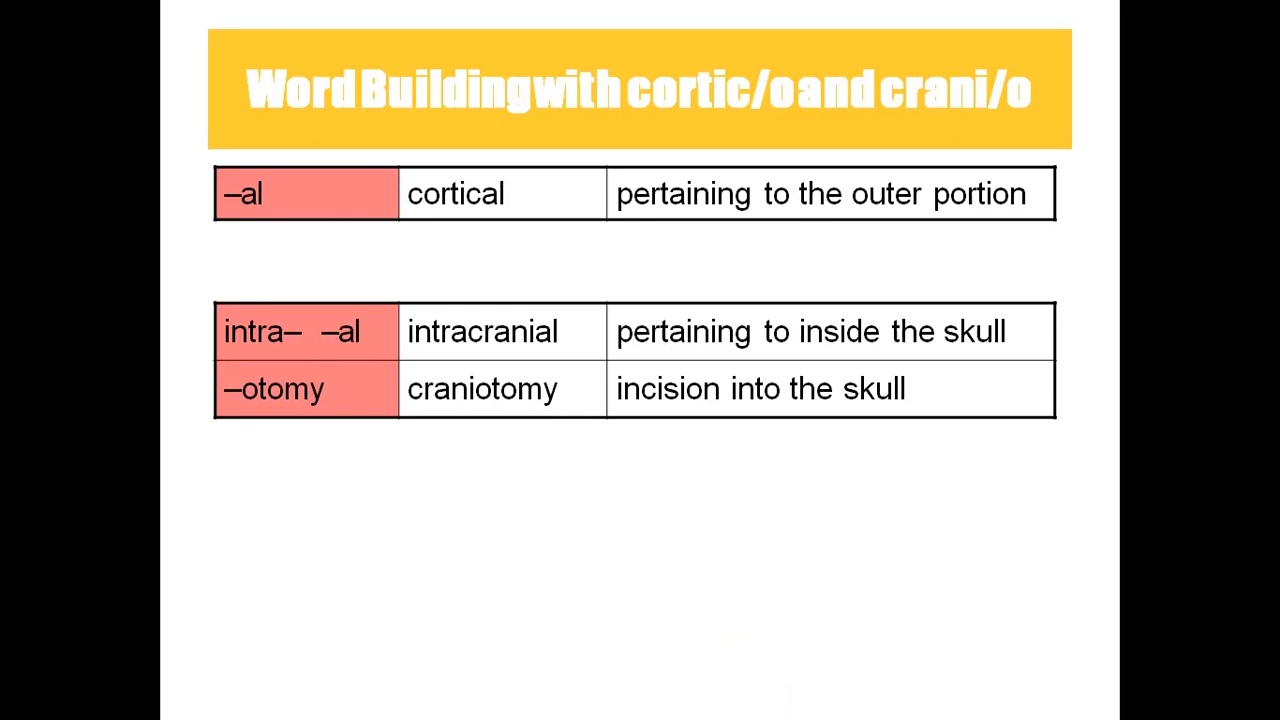 Word Building with cortic/o and crani/o
–al cortical pertaining to the outer portion
intra– –al intracranial pertaining to inside the skull
–otomy craniotomy incision into the skull